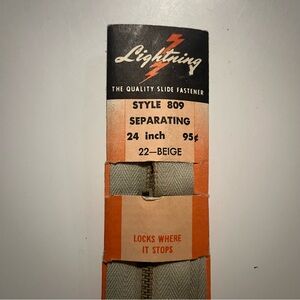 Lightning
THE QUALITY SLIDE FASTENER
STYLE 809
SEPARATING
24 inch 95¢
22—BEIGE
LOCKS WHERE
IT STOPS